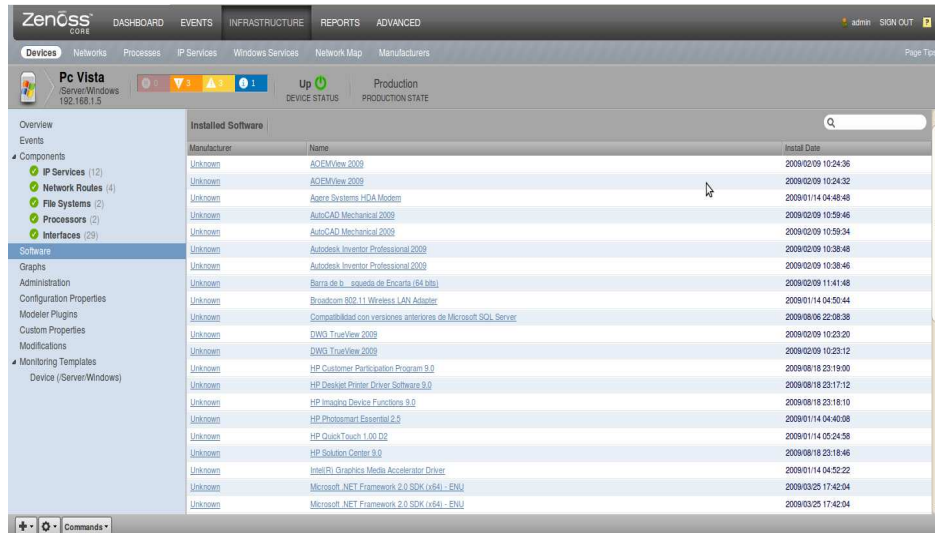 Zenoss CORE DASHBOARD EVENTS INFRASTRUCTURE REPORTS ADVANCED admin SIGN OUT ?
Devices Networks Processes IP Services Windows Services Network Map Manufacturers Page Tips
Pc Vista
/Server/Windows
192.168.1.5
0 3 3 1
Up
DEVICE STATUS
Production
PRODUCTION STATE
Overview
Events
Components
IP Services (12)
Network Routes (4)
File Systems (2)
Processors (2)
Interfaces (29)
Software
Graphs
Administration
Configuration Properties
Modeler Plugins
Custom Properties
Modifications
Monitoring Templates
Device (/Server/Windows)
Installed Software
Manufacturer Name Install Date
Unknown AOEMView 2009 2009/02/09 10:24:36
Unknown AOEMView 2009 2009/02/09 10:24:32
Unknown Agere Systems HDA Modem 2009/01/14 04:48:48
Unknown AutoCAD Mechanical 2009 2009/02/09 10:59:46
Unknown AutoCAD Mechanical 2009 2009/02/09 10:59:34
Unknown Autodesk Inventor Professional 2009 2009/02/09 10:38:48
Unknown Autodesk Inventor Professional 2009 2009/02/09 10:38:46
Unknown Barra de b squeda de Encarta (64 bits) 2009/02/09 11:41:48
Unknown Broadcom 802.11 Wireless LAN Adapter 2009/01/14 04:50:44
Unknown Compatibilidad con versiones anteriores de Microsoft SQL Server 2009/08/06 22:08:38
Unknown DWG TrueView 2009 2009/02/09 10:23:20
Unknown DWG TrueView 2009 2009/02/09 10:23:12
Unknown HP Customer Participation Program 9.0 2009/08/18 23:19:00
Unknown HP Deskjet Printer Driver Software 9.0 2009/08/18 23:17:12
Unknown HP Imaging Device Functions 9.0 2009/08/18 23:18:10
Unknown HP Photosmart Essential 2.5 2009/01/14 04:40:08
Unknown HP QuickTouch 1.00 D2 2009/01/14 05:24:58
Unknown HP Solution Center 9.0 2009/08/18 23:18:46
Unknown Intel(R) Graphics Media Accelerator Driver 2009/01/14 04:52:22
Unknown Microsoft .NET Framework 2.0 SDK (x64) - ENU 2009/03/25 17:42:04
Unknown Microsoft .NET Framework 2.0 SDK (x64) - ENU 2009/03/25 17:42:04
Commands